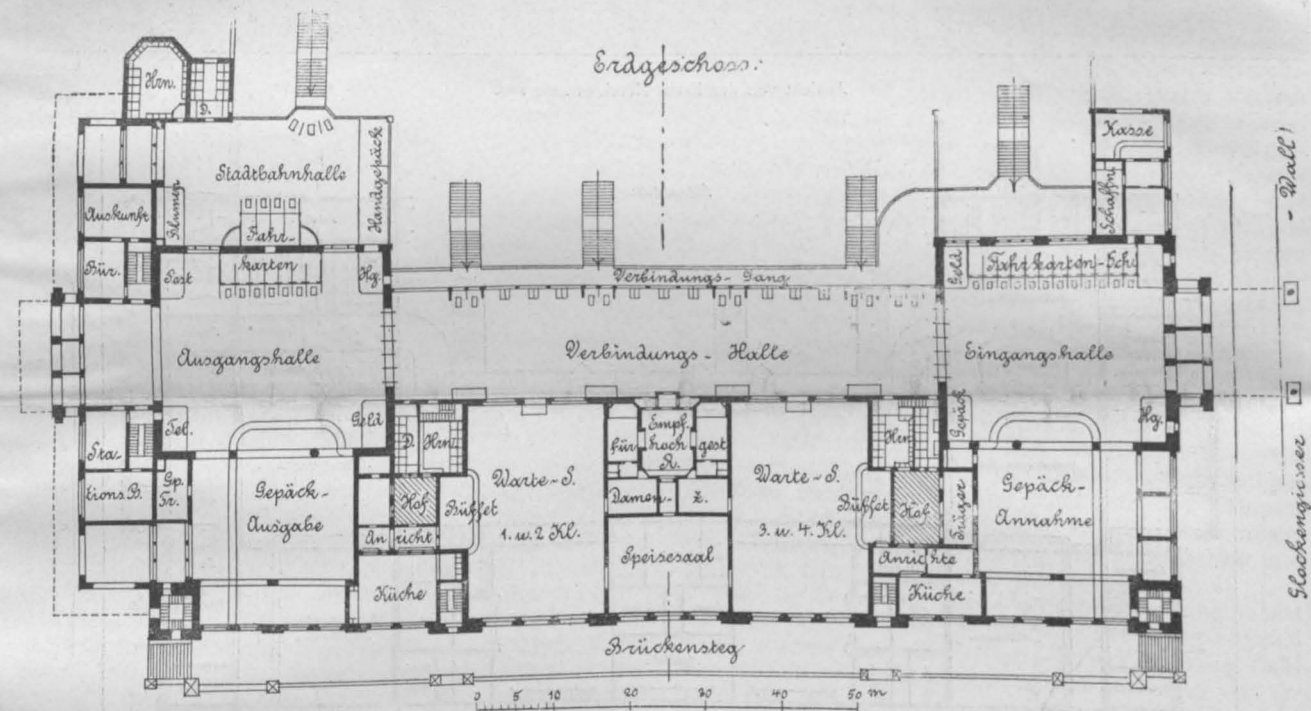 Erdgeschoss:
Hrn.
D.
Kasse
Stadtbahnhalle
Handgepäck
Schaffn.
Auskunft
Blumen
Fahr-
karten
Bür.
Post
Hg.
Verbindungs-Gang
Geld
Fahrkarten-Sch.
Ausgangshalle
Verbindungs-Halle
Eingangshalle
Tel.
Geld
D.
Hrn.
für
Empf.
hoch
R.
gest
Hrn
Gepäck
Hg.
Sta-
tions B.
Gp.
Tr.
Gepäck-
Ausgabe
Hof
Büffet
Warte-S.
1. u. 2 Kl.
Damen-
Z.
Warte-S.
3. u. 4. Kl.
Büffet
Hof
Träger
Gepäck-
Annahme
Anricht
Speisesaal
Anrichte
Küche
Küche
Brückensteg
0 5 10 20 30 40 50 m
Glockengiesser - Wall